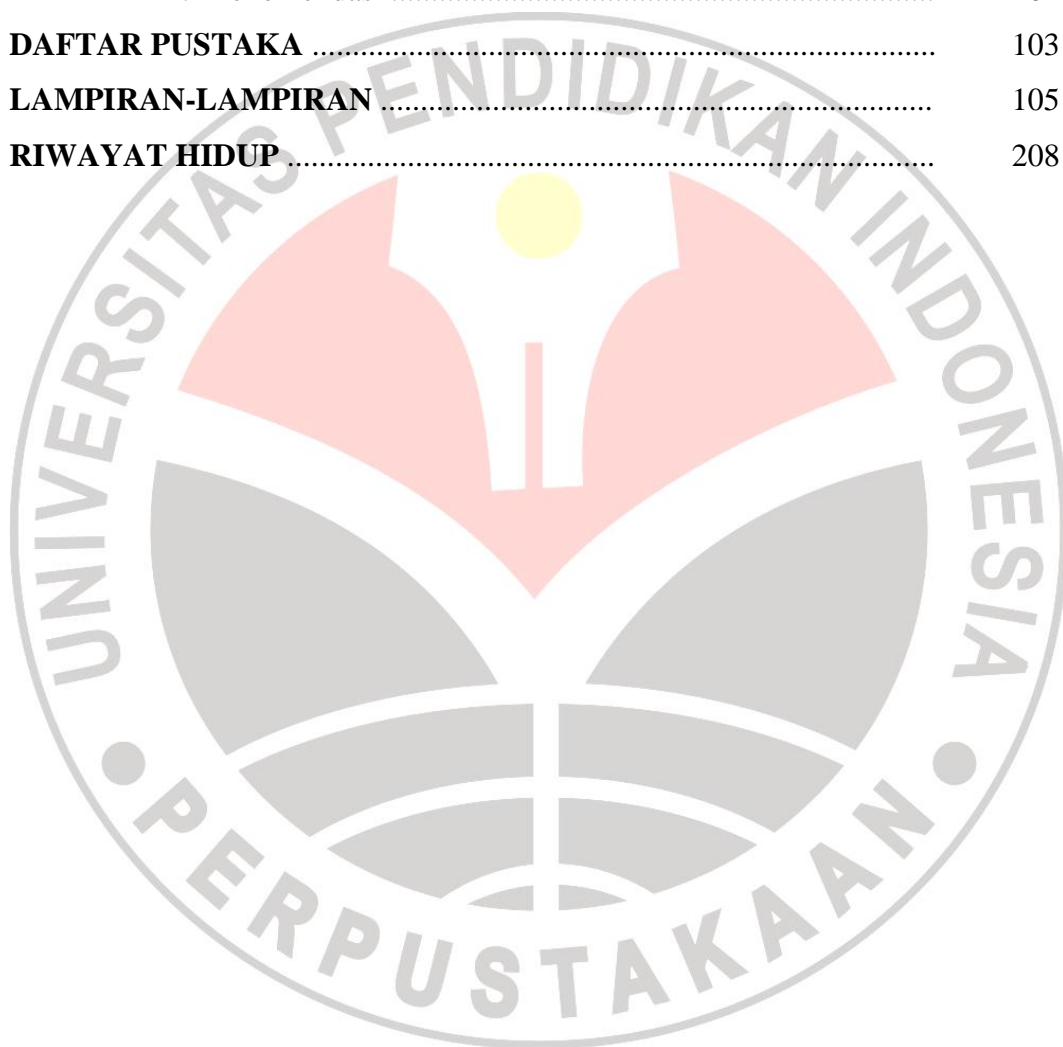 DAFTAR PUSTAKA ............................................................................. 103
LAMPIRAN-LAMPIRAN .................................................................... 105
RIWAYAT HIDUP ................................................................................ 208
UNIVERSITAS PENDIDIKAN INDONESIA
PERPUSTAKAAN